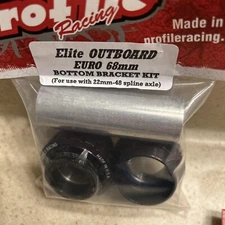 Racing
Made in
profileracing.
Elite OUTBOARD
EURO 68mm
BOTTOM BRACKET KIT
(For use with 22mm-48 spline axle)